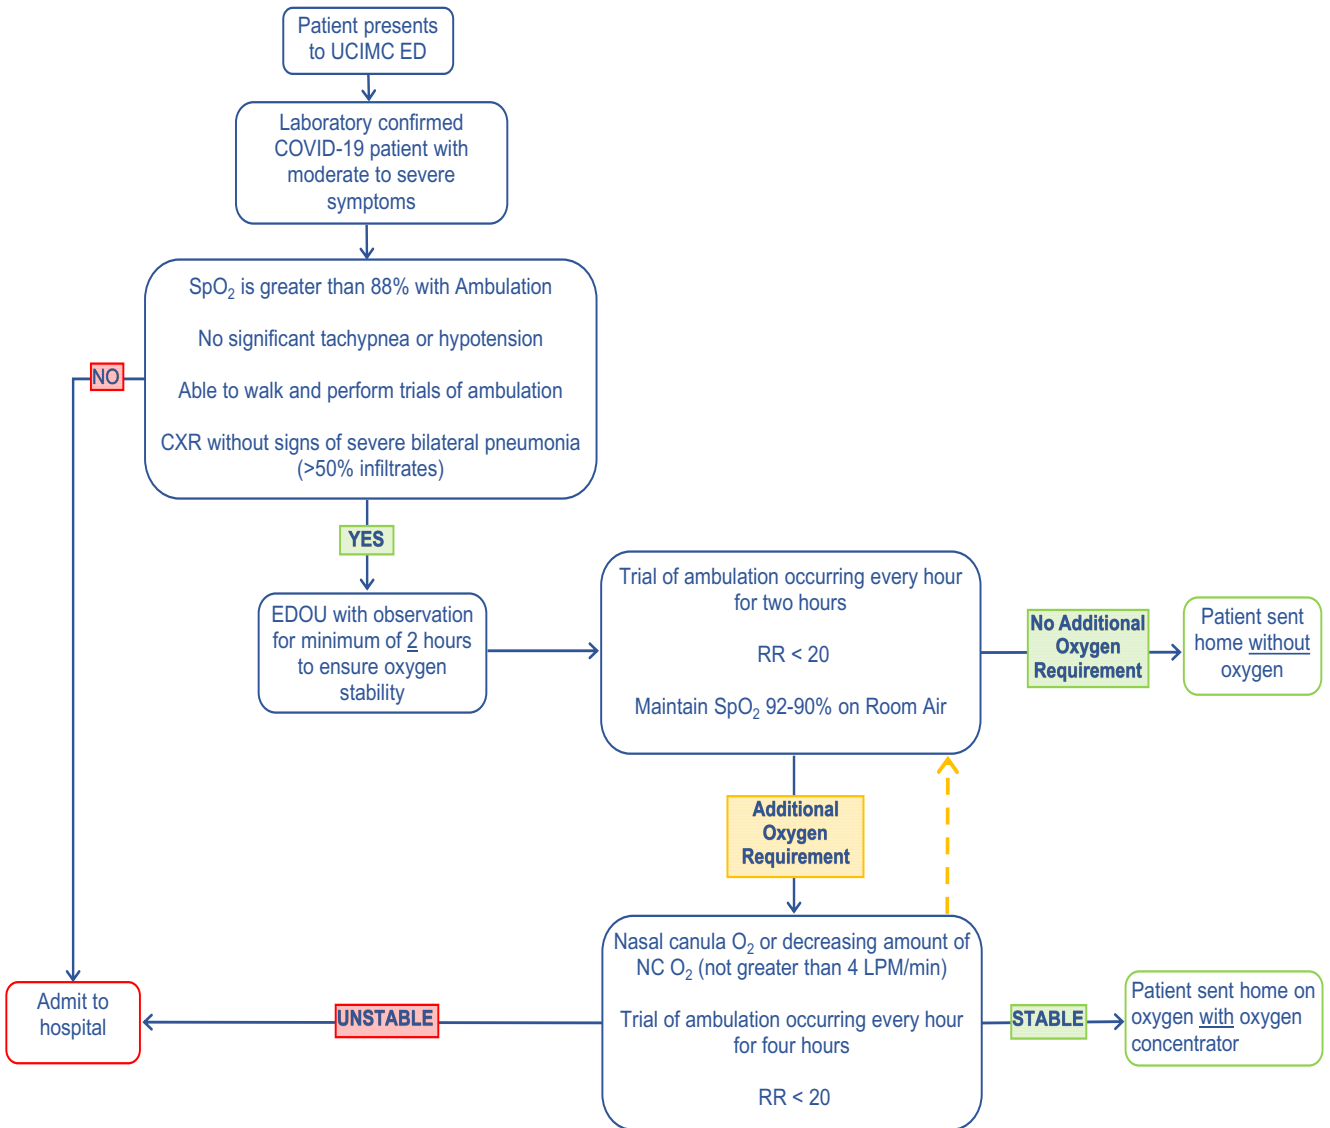 Patient presents
to UCIMC ED
Laboratory confirmed
COVID-19 patient with
moderate to severe
symptoms
SpO₂ is greater than 88% with Ambulation
No significant tachypnea or hypotension
Able to walk and perform trials of ambulation
CXR without signs of severe bilateral pneumonia
(>50% infiltrates)
NO
YES
EDOU with observation
for minimum of 2 hours
to ensure oxygen
stability
Trial of ambulation occurring every hour
for two hours
RR < 20
Maintain SpO₂ 92-90% on Room Air
No Additional
Oxygen
Requirement
Patient sent
home without
oxygen
Additional
Oxygen
Requirement
Nasal canula O₂ or decreasing amount of
NC O₂ (not greater than 4 LPM/min)
Trial of ambulation occurring every hour
for four hours
RR < 20
UNSTABLE
Admit to
hospital
STABLE
Patient sent home on
oxygen with oxygen
concentrator